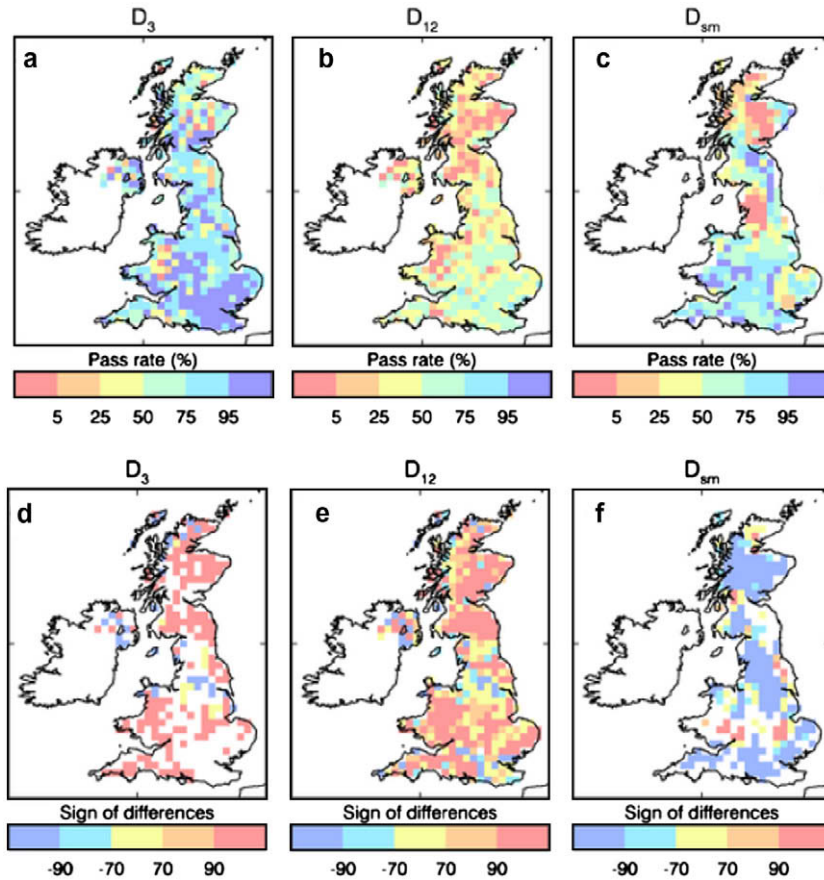 D₃ D₁₂ Dₛₘ
a b c
Pass rate (%) Pass rate (%) Pass rate (%)
5 25 50 75 95 5 25 50 75 95 5 25 50 75 95
D₃ D₁₂ Dₛₘ
d e f
Sign of differences Sign of differences Sign of differences
-90 -70 70 90 -90 -70 70 90 -90 -70 70 90